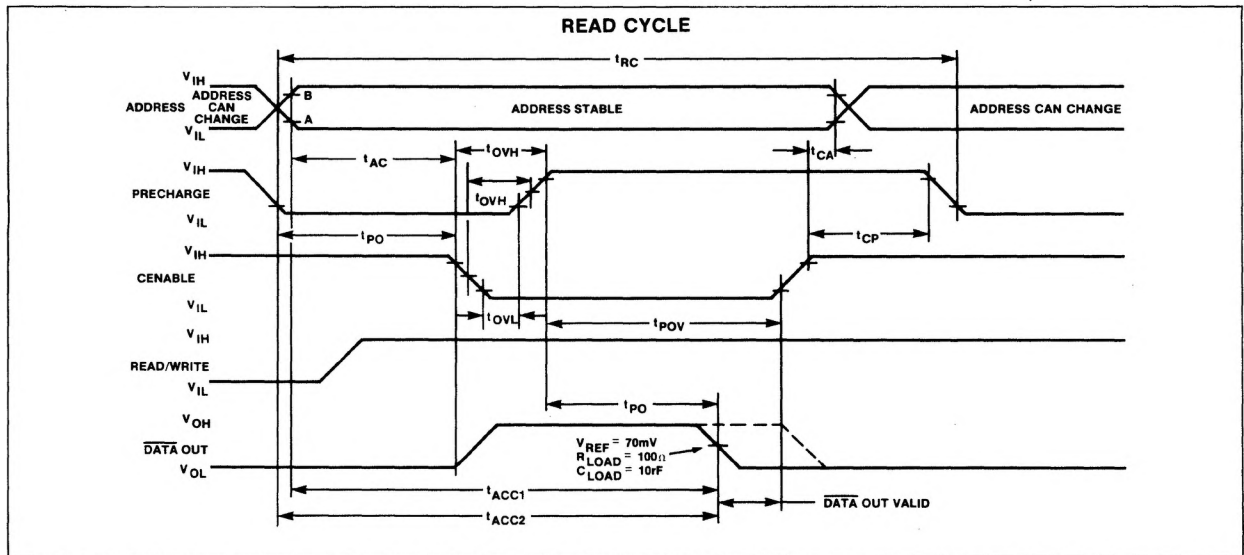 READ CYCLE
tRC
VIH
ADDRESS
ADDRESS CAN CHANGE
B
A
ADDRESS STABLE
ADDRESS CAN CHANGE
VIL
tAC
tOVH
tCA
VIH
PRECHARGE
tOVH
VIL
tPO
tCP
VIH
CENABLE
VIL
tOVL
tPOV
VIH
READ/WRITE
VIL
tPO
VOH
DATA OUT
VOL
VREF = 70mV
RLOAD = 100Ω
CLOAD = 10rF
tACC1
DATA OUT VALID
tACC2